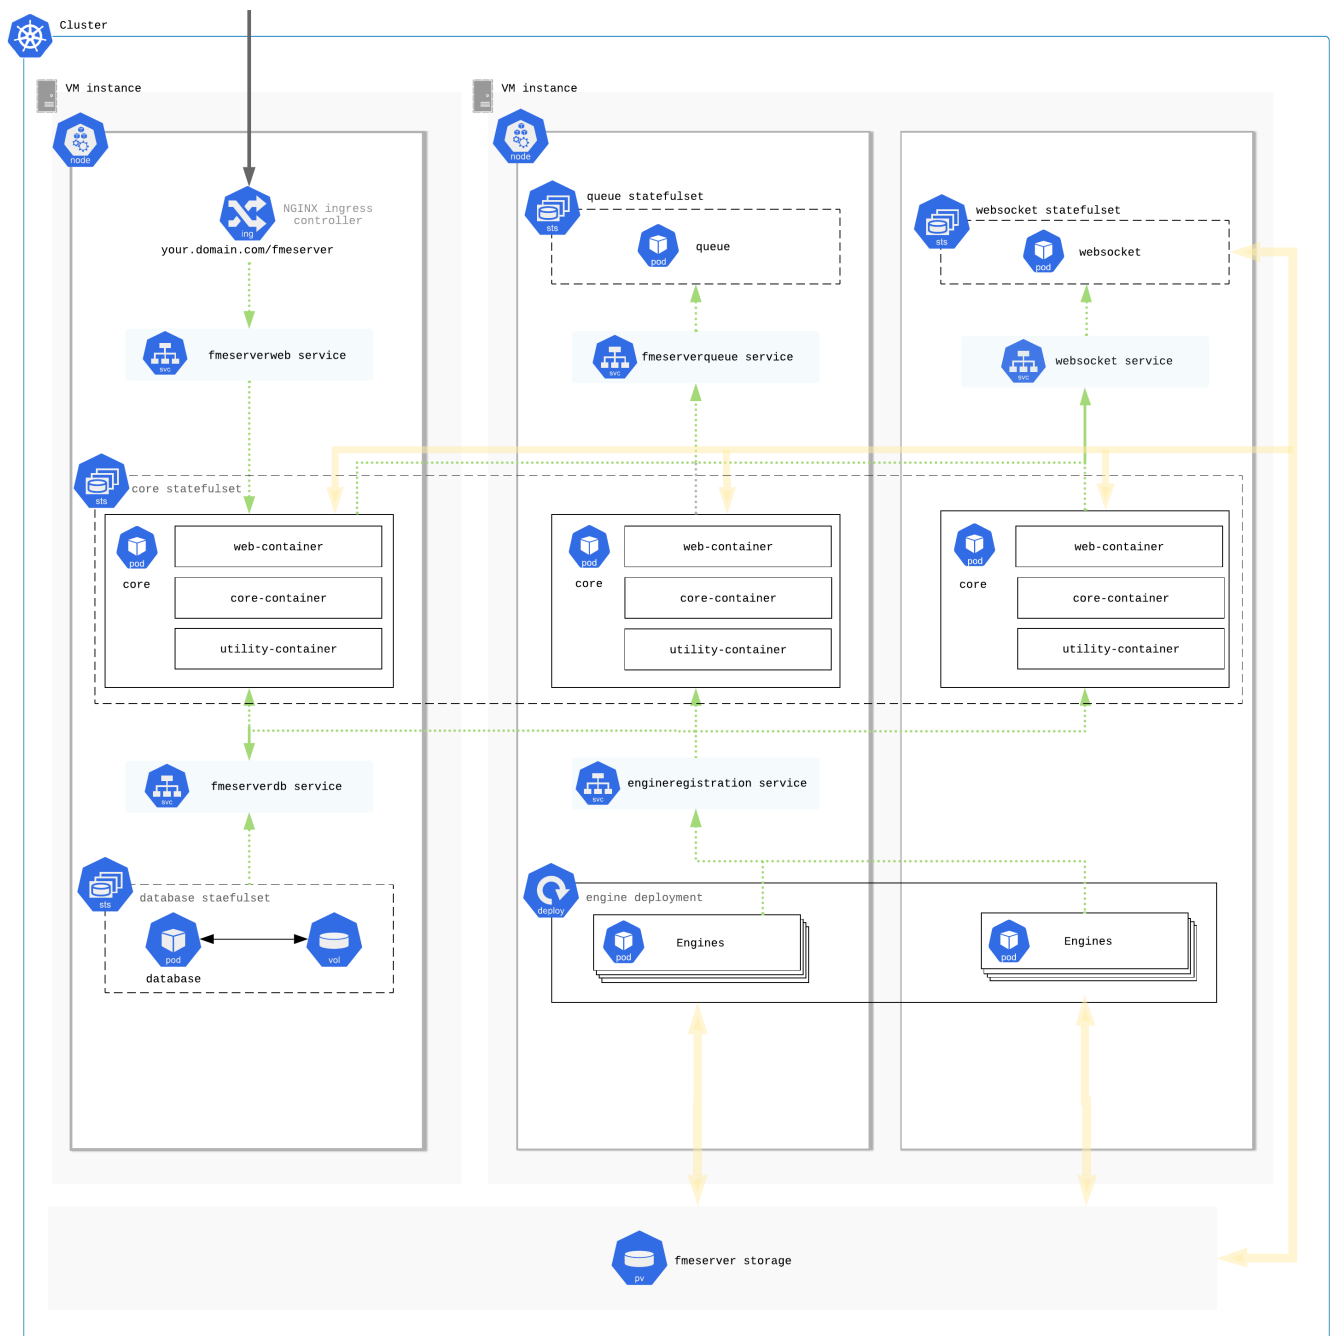 Cluster
VM instance
VM instance
node
node
NGINX ingress
controller
ing
your.domain.com/fmeserver
queue statefulset
sts
pod
queue
websocket statefulset
sts
pod
websocket
svc
fmeserverweb service
svc
fmeserverqueue service
svc
websocket service
sts
core statefulset
pod
core
web-container
core-container
utility-container
pod
core
web-container
core-container
utility-container
pod
core
web-container
core-container
utility-container
svc
fmeserverdb service
svc
engineregistration service
sts
database staefulset
pod
database
vol
deploy
engine deployment
pod
Engines
pod
Engines
pv
fmeserver storage